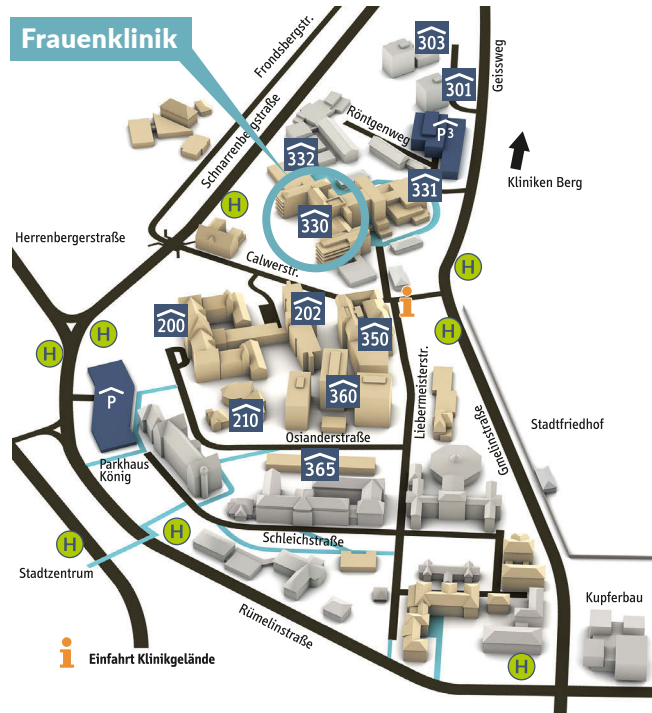 Frauenklinik
Frondsbergstr.
303
Geissweg
301
Schnarrenbergstraße
Röntgenweg
P3
332
331
Kliniken Berg
H
330
Herrenbergerstraße
Calwerstr.
H
i
200
202
350
H
H
H
Liebermeisterstr.
360
P
210
Gmelinstraße
Stadtfriedhof
Osianderstraße
Parkhaus
König
365
H
H
Schleichstraße
Stadtzentrum
Rümelinstraße
Kupferbau
i Einfahrt Klinikgelände
H